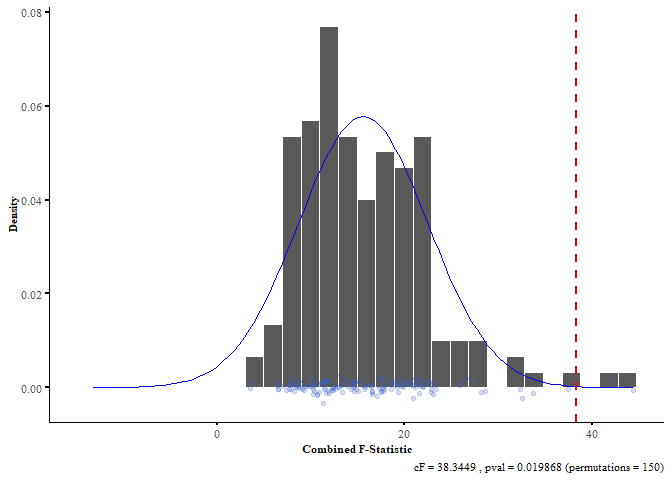 0.08
0.06
0.04
0.02
0.00
Density
0 20 40
Combined F-Statistic
cF = 38.3449 , pval = 0.019868 (permutations = 150)